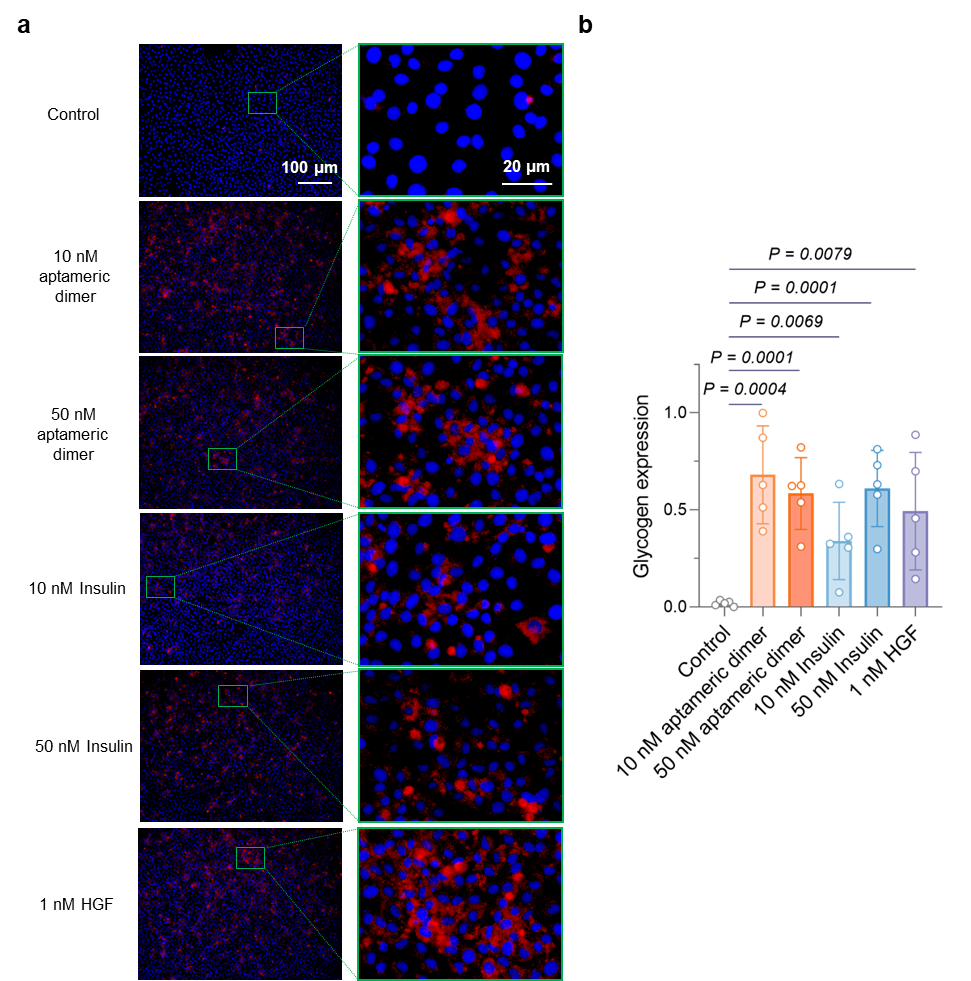 a
Control
100 μm
20 μm
10 nM
aptameric
dimer
50 nM
aptameric
dimer
10 nM Insulin
50 nM Insulin
1 nM HGF
b
P = 0.0079
P = 0.0001
P = 0.0069
P = 0.0001
P = 0.0004
Glycogen expression
1.0
0.5
0.0
Control
10 nM aptameric dimer
50 nM aptameric dimer
10 nM Insulin
50 nM Insulin
1 nM HGF